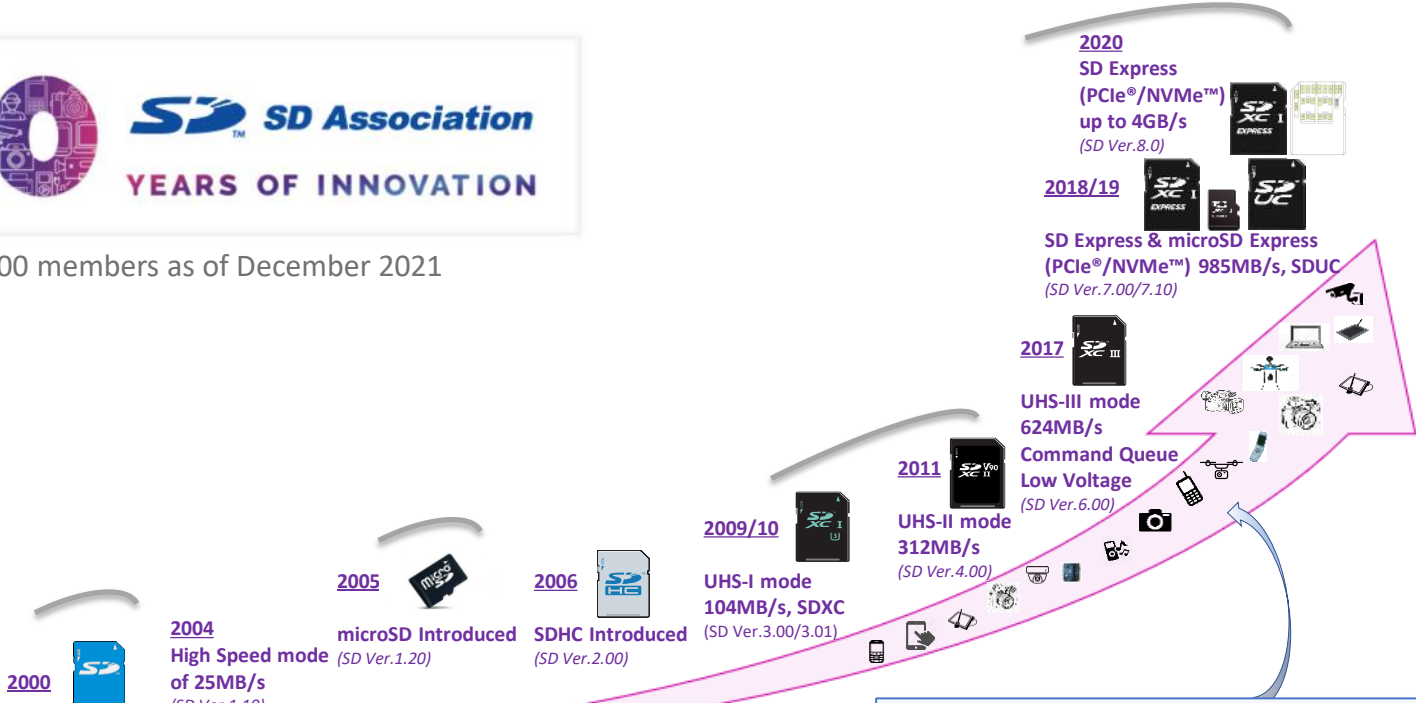 SD Association
YEARS OF INNOVATION
00 members as of December 2021
2020
SD Express
(PCIe®/NVMe™)
up to 4GB/s
(SD Ver.8.0)
2018/19
SD Express & microSD Express
(PCIe®/NVMe™) 985MB/s, SDUC
(SD Ver.7.00/7.10)
2017
UHS-III mode
624MB/s
Command Queue
Low Voltage
(SD Ver.6.00)
2011
UHS-II mode
312MB/s
(SD Ver.4.00)
2009/10
UHS-I mode
104MB/s, SDXC
(SD Ver.3.00/3.01)
2006
SDHC Introduced
(SD Ver.2.00)
2005
microSD Introduced
(SD Ver.1.20)
2004
High Speed mode
of 25MB/s
(SD Ver.1.10)
2000